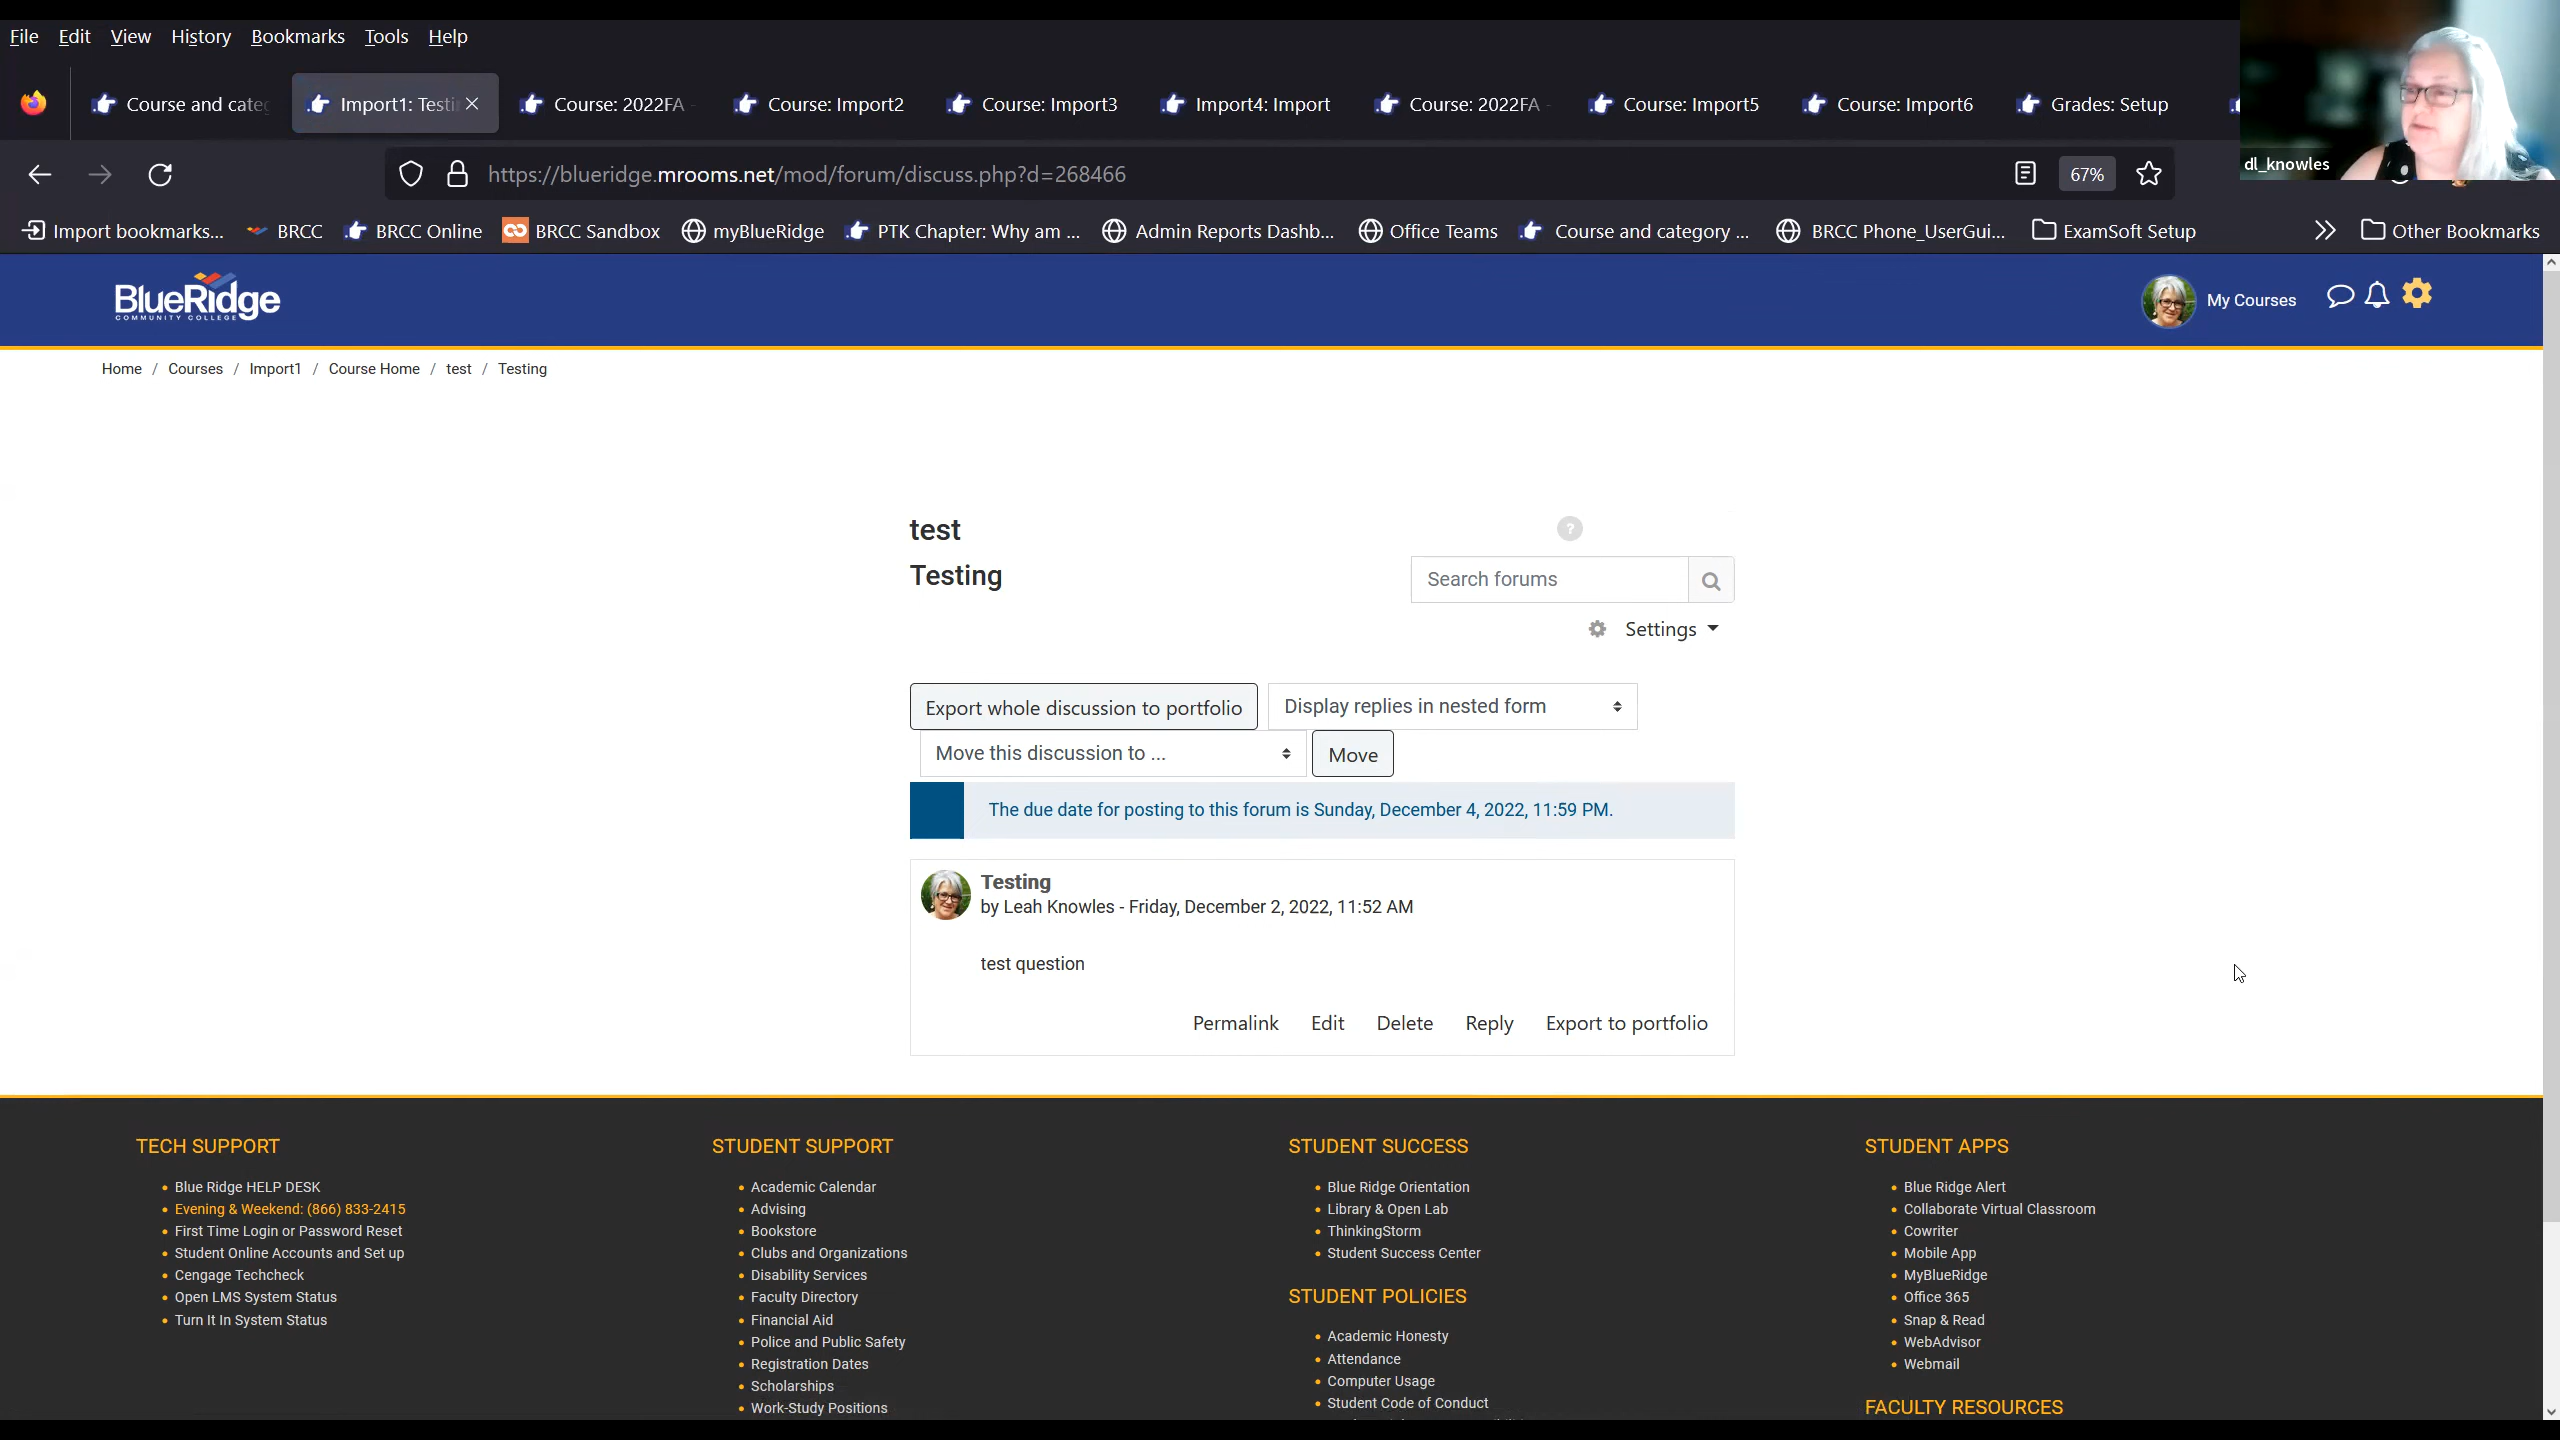 File Edit View History Bookmarks Tools Help
Course and cate
Import1: Testi
Course: 2022FA -
Course: Import2
Course: Import3
Import4: Import
Course: 2022FA -
Course: Import5
Course: Import6
Grades: Setup
https://blueridge.mrooms.net/mod/forum/discuss.php?d=268466
67%
dl_knowles
Import bookmarks... BRCC BRCC Online BRCC Sandbox myBlueRidge PTK Chapter: Why am ... Admin Reports Dashb... Office Teams Course and category ... BRCC Phone_UserGui... ExamSoft Setup Other Bookmarks
BlueRidge
COMMUNITY COLLEGE
My Courses
Home / Courses / Import1 / Course Home / test / Testing
test
?
Testing
Search forums
Settings
Export whole discussion to portfolio
Display replies in nested form
Move this discussion to ...
Move
The due date for posting to this forum is Sunday, December 4, 2022, 11:59 PM.
Testing
by Leah Knowles - Friday, December 2, 2022, 11:52 AM
test question
Permalink Edit Delete Reply Export to portfolio
TECH SUPPORT
Blue Ridge HELP DESK
Evening & Weekend: (866) 833-2415
First Time Login or Password Reset
Student Online Accounts and Set up
Cengage Techcheck
Open LMS System Status
Turn It In System Status
STUDENT SUPPORT
Academic Calendar
Advising
Bookstore
Clubs and Organizations
Disability Services
Faculty Directory
Financial Aid
Police and Public Safety
Registration Dates
Scholarships
Work-Study Positions
STUDENT SUCCESS
Blue Ridge Orientation
Library & Open Lab
ThinkingStorm
Student Success Center
STUDENT POLICIES
Academic Honesty
Attendance
Computer Usage
Student Code of Conduct
STUDENT APPS
Blue Ridge Alert
Collaborate Virtual Classroom
Cowriter
Mobile App
MyBlueRidge
Office 365
Snap & Read
WebAdvisor
Webmail
FACULTY RESOURCES